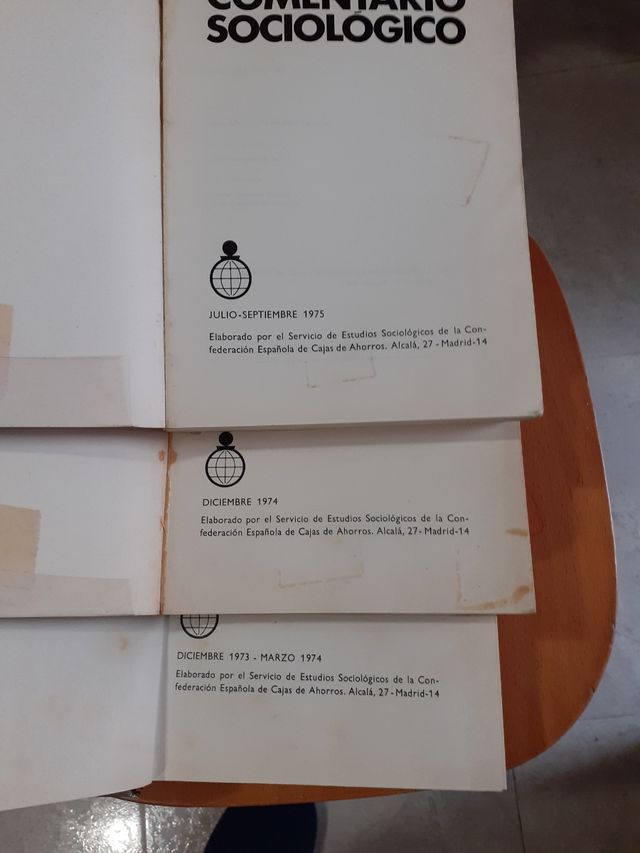 COMENTARIO
SOCIOLÓGICO
JULIO-SEPTIEMBRE 1975
Elaborado por el Servicio de Estudios Sociológicos de la Con-
federación Española de Cajas de Ahorros. Alcalá, 27 - Madrid-14
DICIEMBRE 1974
Elaborado por el Servicio de Estudios Sociológicos de la Con-
federación Española de Cajas de Ahorros. Alcalá, 27 - Madrid-14
DICIEMBRE 1973 - MARZO 1974
Elaborado por el Servicio de Estudios Sociológicos de la Con-
federación Española de Cajas de Ahorros. Alcalá, 27 - Madrid-14